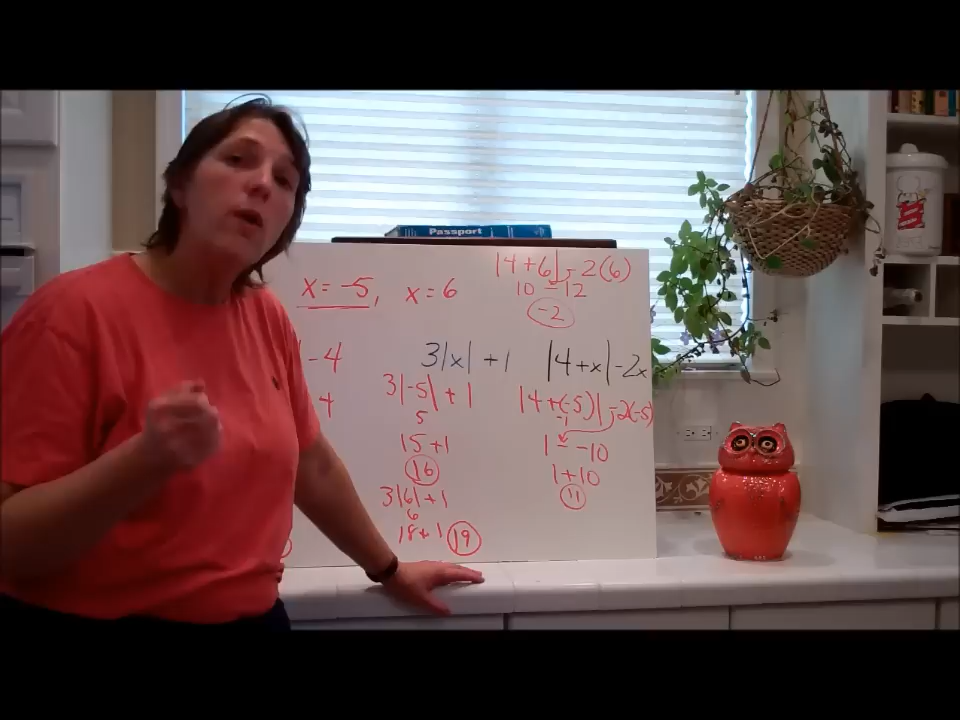 Passport
x = -5, x = 6
|4+6| - 2(6)
10 - 12
-2
|-4
4
3|x| + 1
3|-5| + 1
5
15 + 1
16
3|6| + 1
6
18 + 1 19
|4+x| - 2x
|4+(-5)| - 2(-5)
-1
1 - -10
1 + 10
11